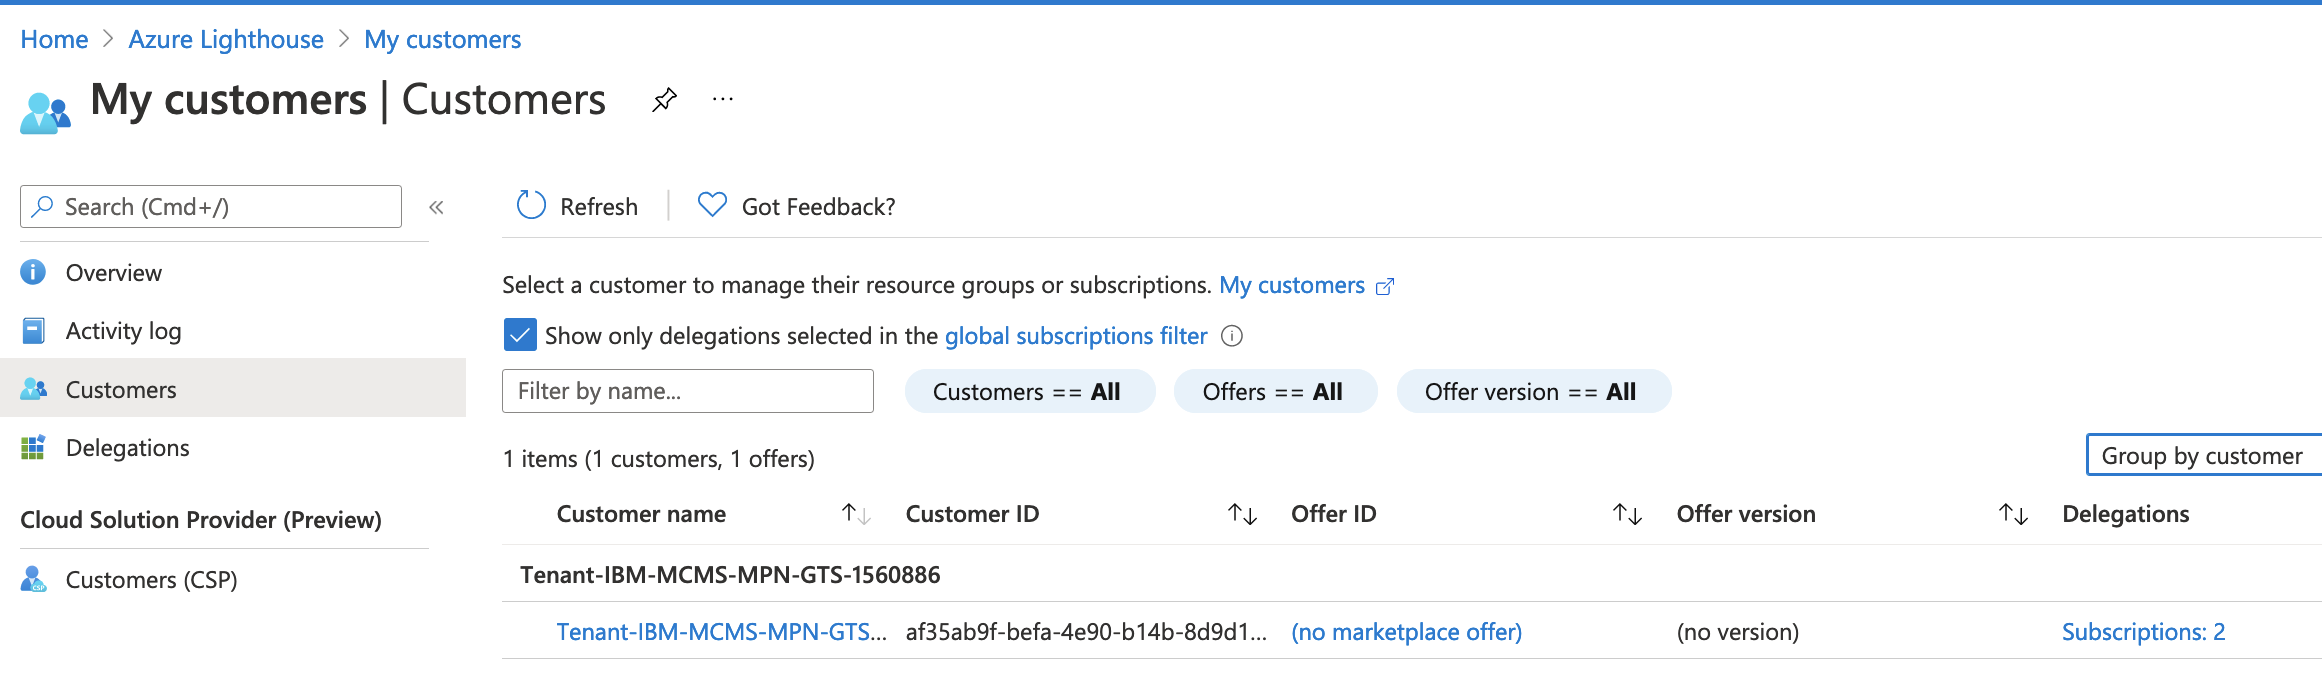 Home > Azure Lighthouse > My customers
My customers | Customers ...
Search (Cmd+/) «
Refresh | Got Feedback?
Overview
Activity log
Customers
Delegations
Cloud Solution Provider (Preview)
Customers (CSP)
Select a customer to manage their resource groups or subscriptions. My customers
Show only delegations selected in the global subscriptions filter
Filter by name... Customers == All Offers == All Offer version == All
1 items (1 customers, 1 offers) Group by customer
Customer name Customer ID Offer ID Offer version Delegations
Tenant-IBM-MCMS-MPN-GTS-1560886
Tenant-IBM-MCMS-MPN-GTS... af35ab9f-befa-4e90-b14b-8d9d1... (no marketplace offer) (no version) Subscriptions: 2